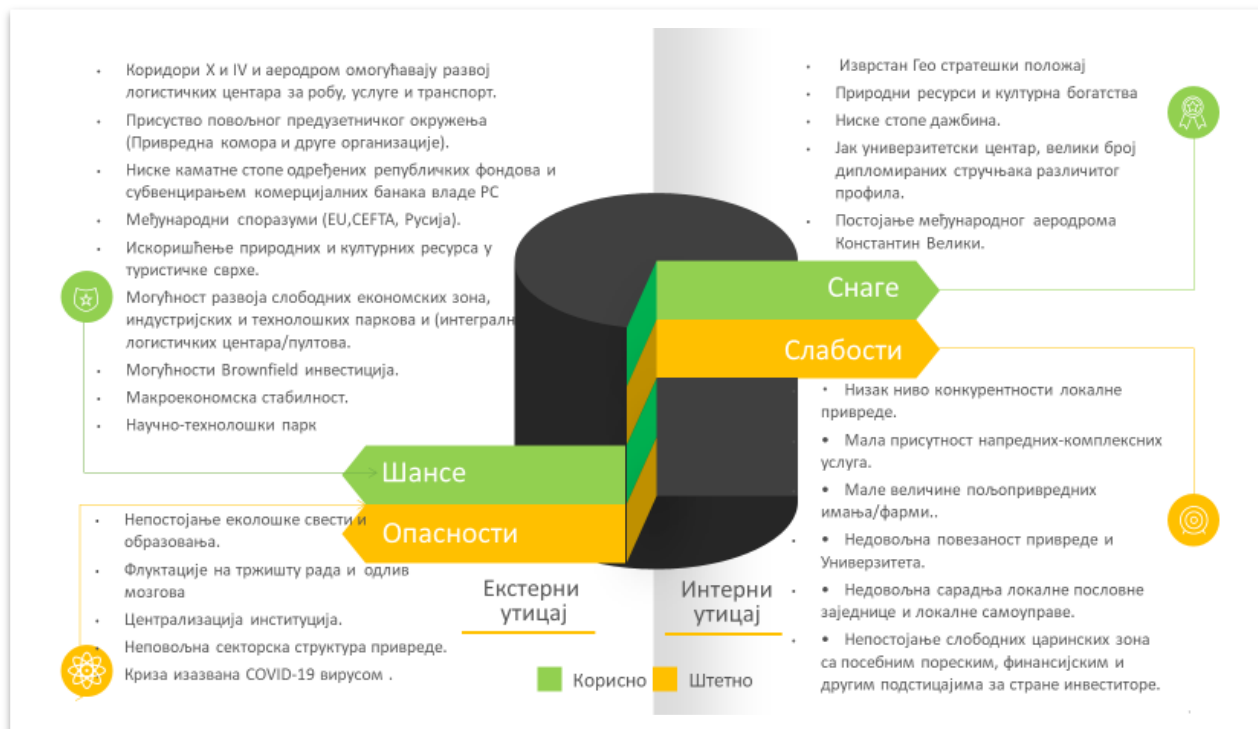 • Коридори X и IV и аеродром омогућавају развој
логистичких центара за робу, услуге и транспорт.
• Присуство повољног предузетничког окружења
(Привредна комора и друге организације).
• Ниске каматне стопе одређених републичких фондова и
субвенцирањем комерцијалних банака владе РС
• Међународни споразуми (EU,CEFTA, Русија).
• Искоришћење природних и културних ресурса у
туристичке сврхе.
• Могућност развоја слободних економских зона,
индустријских и технолошких паркова и (интегралн
логистичких центара/пултова.
• Могућности Brownfield инвестиција.
• Макроекономска стабилност.
• Научно-технолошки парк
Шансе
Опасности
• Непостојање еколошке свести и
образовања.
• Флуктације на тржишту рада и одлив
мозгова
• Централизација институција.
• Неповољна секторска структура привреде.
• Криза изазвана COVID-19 вирусом .
Екстерни
утицај
• Изврстан Гео стратешки положај
• Природни ресурси и културна богатства
• Ниске стопе дажбина.
• Јак универзитетски центар, велики број
дипломираних стручњака различитог
профила.
• Постојање међународног аеродрома
Константин Велики.
Снаге
Слабости
• • Низак ниво конкурентности локалне
привреде.
• • Мала присутност напредних-комплексних
услуга.
• • Мале величине пољопривредних
имања/фарми..
• • Недовољна повезаност привреде и
Универзитета.
• • Недовољна сарадња локалне пословне
заједнице и локалне самоуправе.
• • Непостојање слободних царинских зона
са посебним пореским, финансијским и
другим подстицајима за стране инвеститоре.
Интерни
утицај
Корисно
Штетно